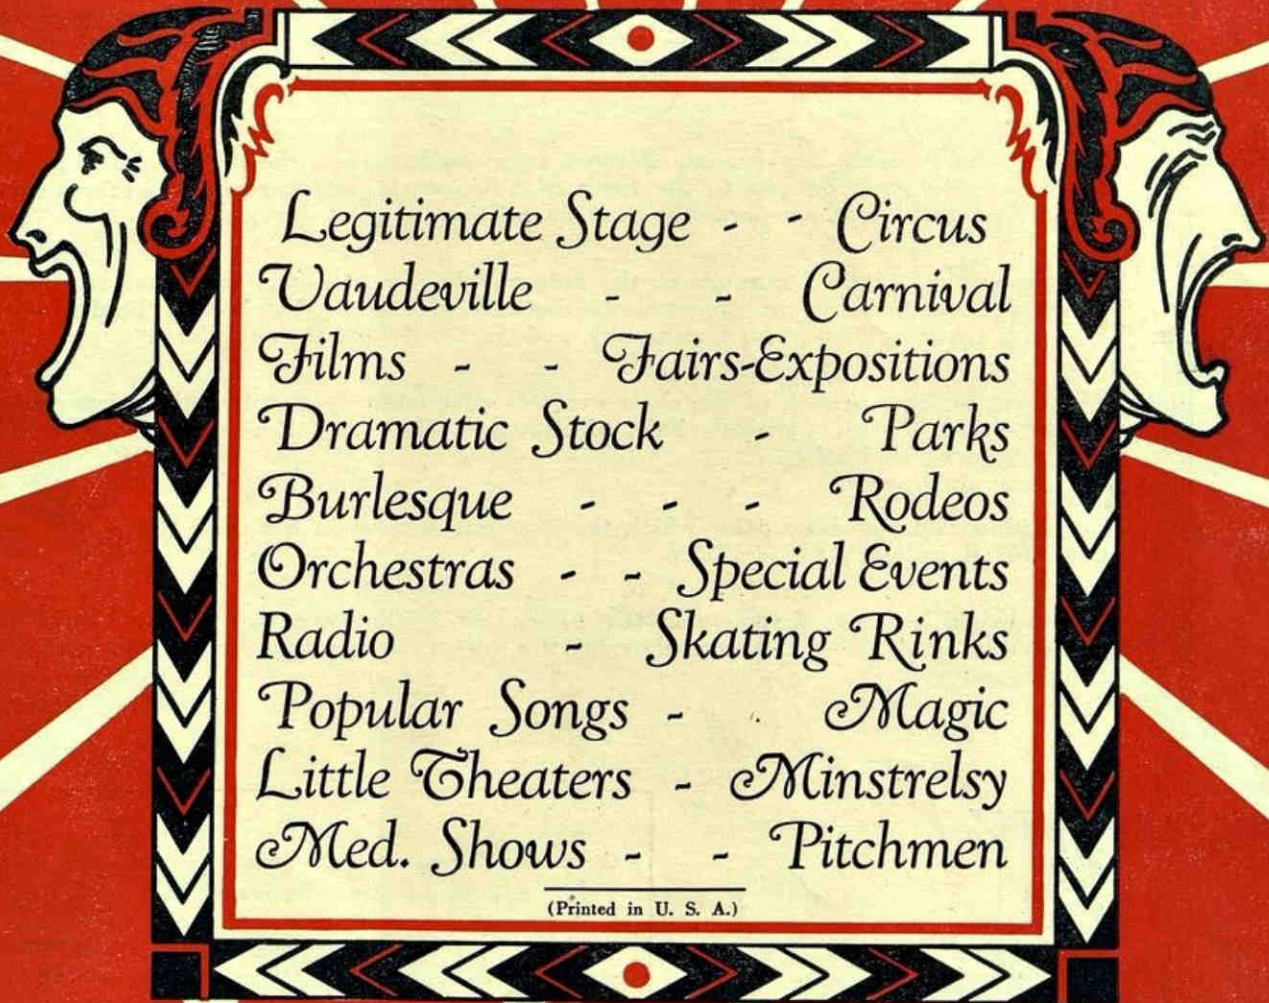 Legitimate Stage - - Circus
Vaudeville - - Carnival
Films - - Fairs-Expositions
Dramatic Stock - Parks
Burlesque - - - Rodeos
Orchestras - - Special Events
Radio - Skating Rinks
Popular Songs - Magic
Little Theaters - Minstrelsy
Med. Shows - - Pitchmen
(Printed in U. S. A.)